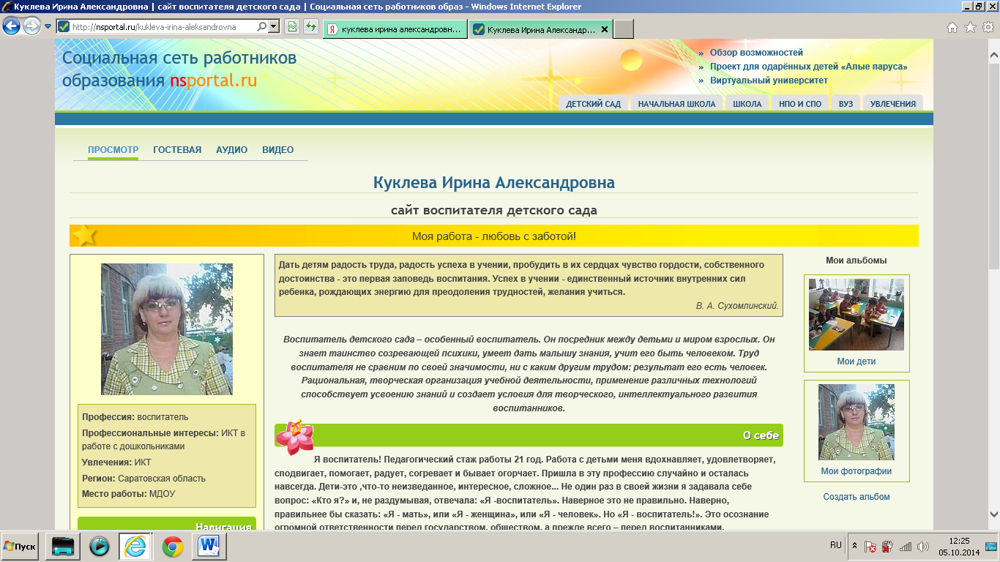 Куклева Ирина Александровна | сайт воспитателя детского сада | Социальная сеть работников образ - Windows Internet Explorer
http://nsportal.ru/kukleva-irina-aleksandrovna
куклева ирина александровн...
Куклева Ирина Александр...
Социальная сеть работников
образования nsportal.ru
» Обзор возможностей
» Проект для одарённых детей «Алые паруса»
» Виртуальный университет
ДЕТСКИЙ САД НАЧАЛЬНАЯ ШКОЛА ШКОЛА НПО И СПО ВУЗ УВЛЕЧЕНИЯ
ПРОСМОТР ГОСТЕВАЯ АУДИО ВИДЕО
Куклева Ирина Александровна
сайт воспитателя детского сада
Моя работа - любовь с заботой!
Профессия: воспитатель
Профессиональные интересы: ИКТ в
работе с дошкольниками
Увлечения: ИКТ
Регион: Саратовская область
Место работы: МДОУ
Навигация
Дать детям радость труда, радость успеха в учении, пробудить в их сердцах чувство гордости, собственного
достоинства - это первая заповедь воспитания. Успех в учении - единственный источник внутренних сил
ребенка, рождающих энергию для преодоления трудностей, желания учиться.
В. А. Сухомлинский.
Воспитатель детского сада – особенный воспитатель. Он посредник между детьми и миром взрослых. Он
знает таинство созревающей психики, умеет дать малышу знания, учит его быть человеком. Труд
воспитателя не сравним по своей значимости, ни с каким другим трудом: результат его есть человек.
Рациональная, творческая организация учебной деятельности, применение различных технологий
способствует усвоению знаний и создает условия для творческого, интеллектуального развития
воспитанников.
О себе
Я воспитатель! Педагогический стаж работы 21 год. Работа с детьми меня вдохнавляет, удовлетворяет,
сподвигает, помогает, радует, согревает и бывает огорчает. Пришла в эту профессию случайно и осталась
навсегда. Дети-это ,что-то неизведанное, интересное, сложное... Не один раз в своей жизни я задавала себе
вопрос: «Кто я?» и, не раздумывая, отвечала: «Я -воспитатель». Наверное это не правильно. Наверно,
правильнее бы сказать: «Я - мать», или «Я - женщина», или «Я - человек». Но «Я - воспитатель!». Это осознание
огромной ответственности перед государством, обществом, а прежде всего – перед воспитанниками.
Мои альбомы
Мои дети
Мои фотографии
Создать альбом
Пуск
RU
12:25
05.10.2014